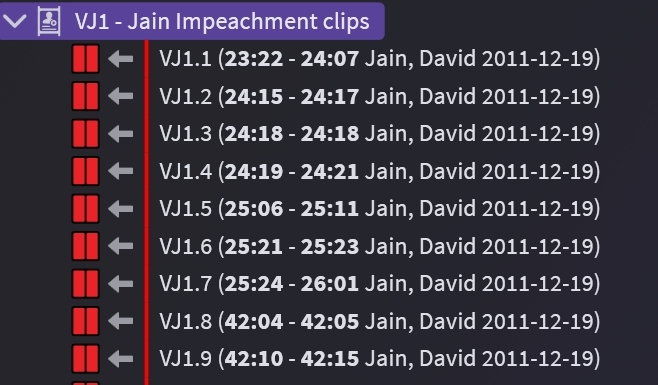 VJ1 - Jain Impeachment clips
VJ1.1 (23:22 - 24:07 Jain, David 2011-12-19)
VJ1.2 (24:15 - 24:17 Jain, David 2011-12-19)
VJ1.3 (24:18 - 24:18 Jain, David 2011-12-19)
VJ1.4 (24:19 - 24:21 Jain, David 2011-12-19)
VJ1.5 (25:06 - 25:11 Jain, David 2011-12-19)
VJ1.6 (25:21 - 25:23 Jain, David 2011-12-19)
VJ1.7 (25:24 - 26:01 Jain, David 2011-12-19)
VJ1.8 (42:04 - 42:05 Jain, David 2011-12-19)
VJ1.9 (42:10 - 42:15 Jain, David 2011-12-19)